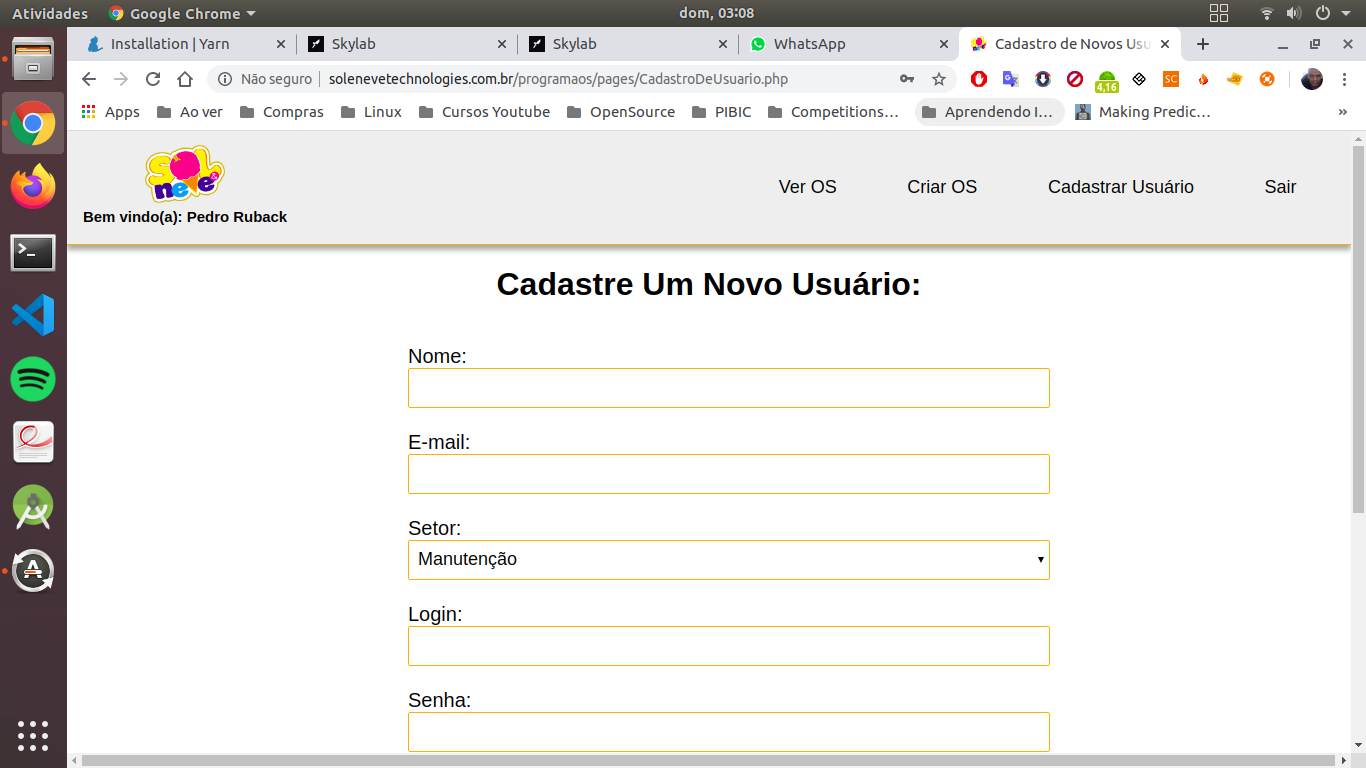 Atividades Google Chrome dom, 03:08
Installation | Yarn Skylab Skylab WhatsApp Cadastro de Novos Usu
Não seguro solenevetechnologies.com.br/programaos/pages/CadastroDeUsuario.php 4.16 SC
Apps Ao ver Compras Linux Cursos Youtube OpenSource PIBIC Competitions… Aprendendo I… Making Predic… »
SOL & neve
Ver OS Criar OS Cadastrar Usuário Sair
Bem vindo(a): Pedro Ruback
Cadastre Um Novo Usuário:
Nome:
E-mail:
Setor:
Manutenção
Login:
Senha: